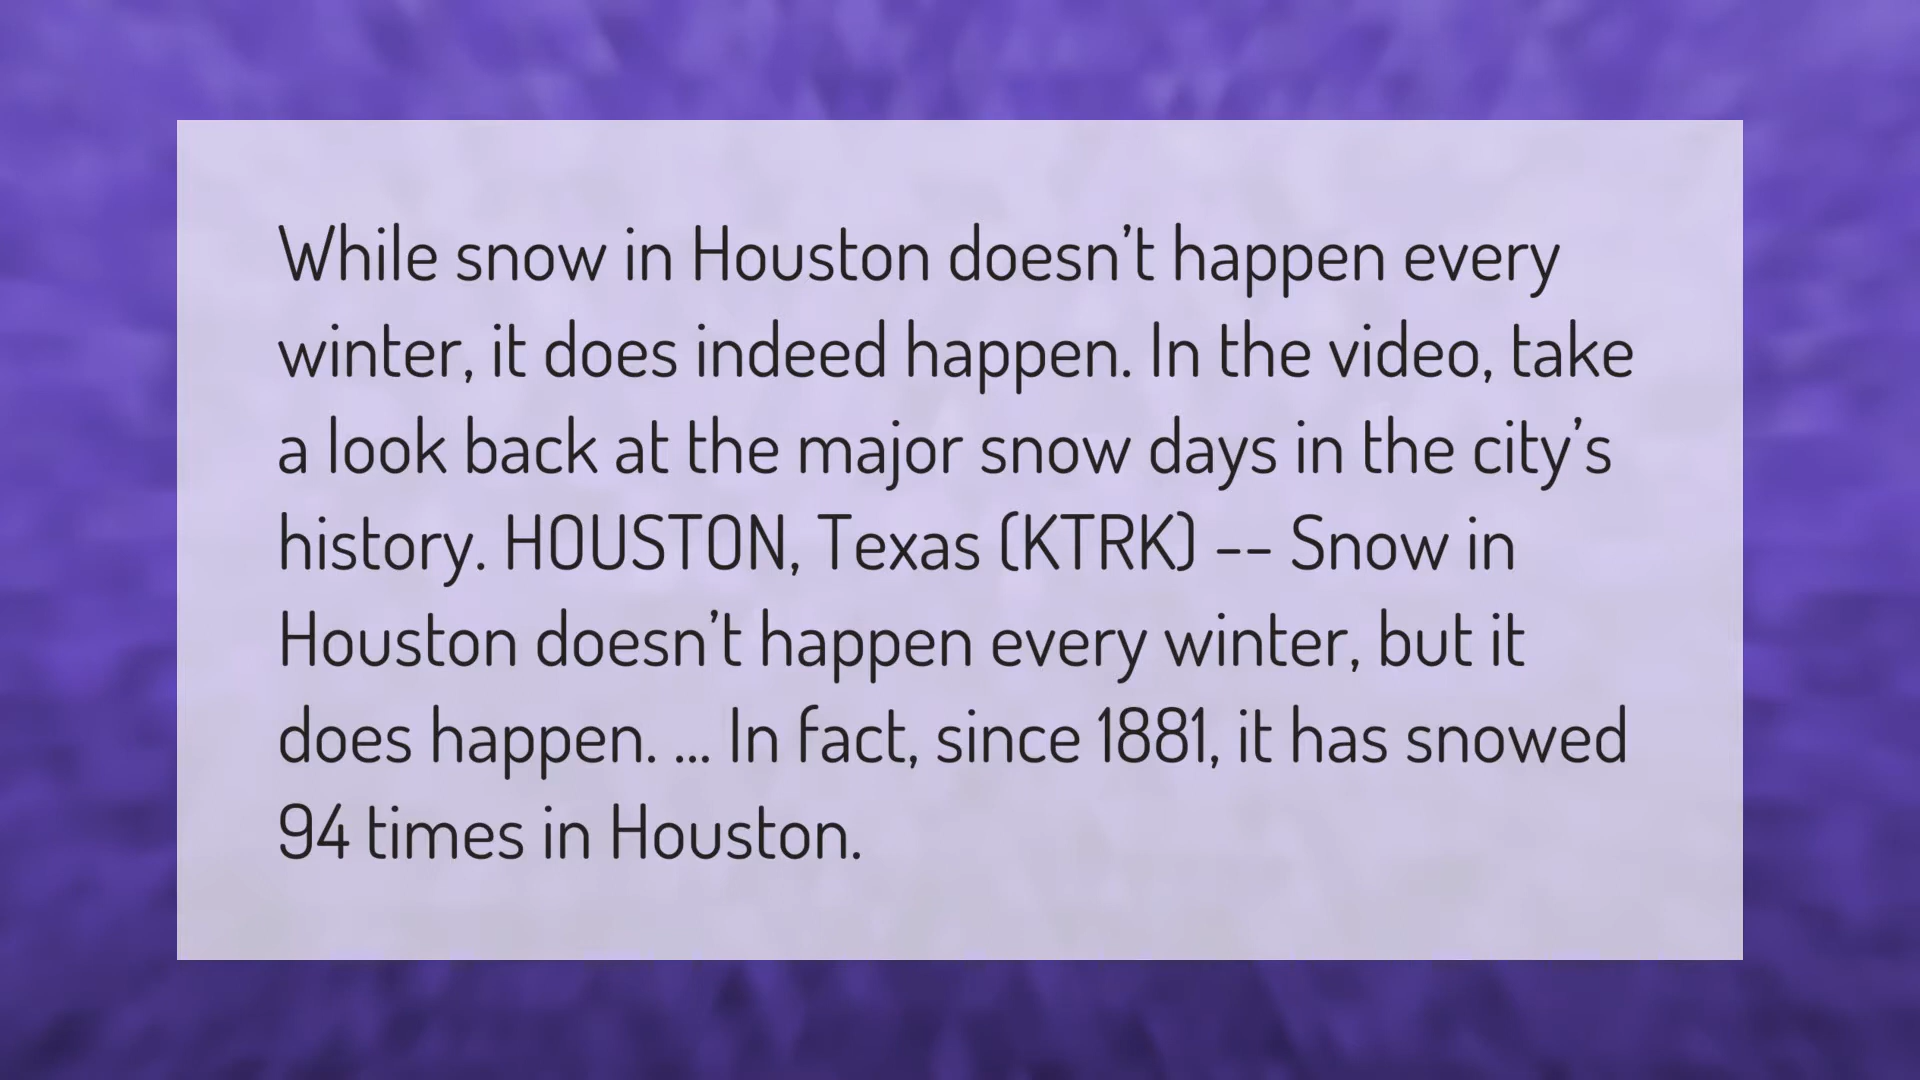 While snow in Houston doesn't happen every
winter, it does indeed happen. In the video, take
a look back at the major snow days in the city's
history. HOUSTON, Texas (KTRK) -- Snow in
Houston doesn't happen every winter, but it
does happen. ... In fact, since 1881, it has snowed
94 times in Houston.